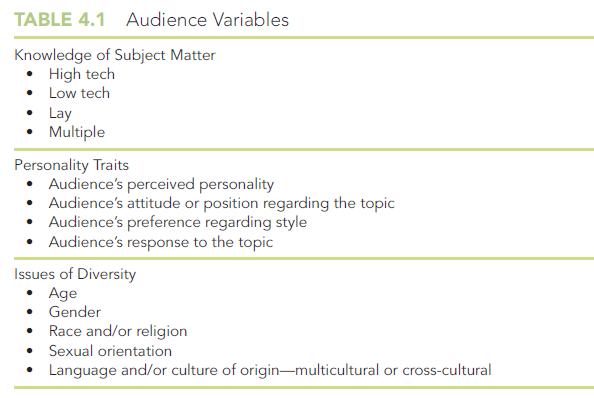 TABLE 4.1 Audience Variables
Knowledge of Subject Matter
• High tech
• Low tech
• Lay
• Multiple
Personality Traits
• Audience’s perceived personality
• Audience’s attitude or position regarding the topic
• Audience’s preference regarding style
• Audience’s response to the topic
Issues of Diversity
• Age
• Gender
• Race and/or religion
• Sexual orientation
• Language and/or culture of origin—multicultural or cross-cultural